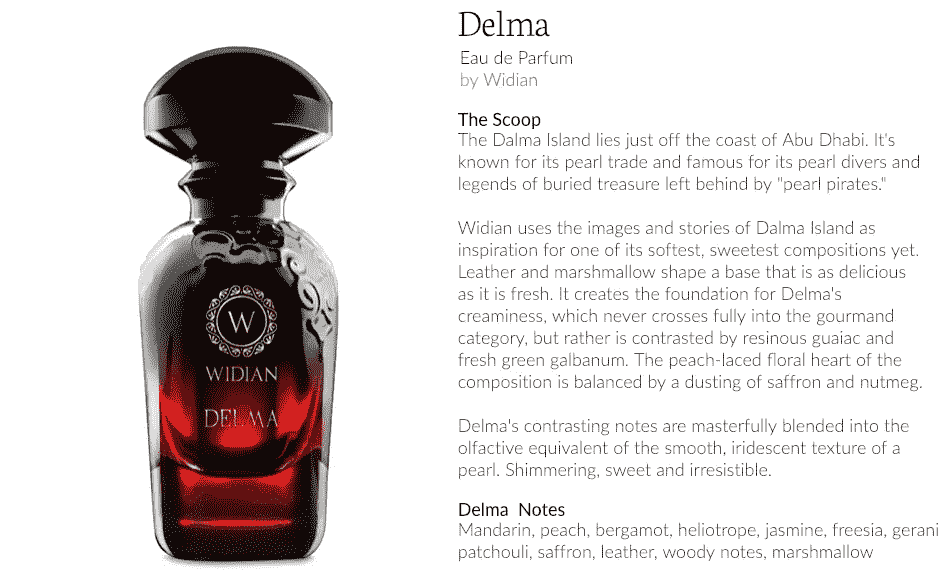 Delma
Eau de Parfum
by Widian
The Scoop
The Dalma Island lies just off the coast of Abu Dhabi. It's
known for its pearl trade and famous for its pearl divers and
legends of buried treasure left behind by "pearl pirates."
Widian uses the images and stories of Dalma Island as
inspiration for one of its softest, sweetest compositions yet.
Leather and marshmallow shape a base that is as delicious
as it is fresh. It creates the foundation for Delma's
creaminess, which never crosses fully into the gourmand
category, but rather is contrasted by resinous guaiac and
fresh green galbanum. The peach-laced floral heart of the
composition is balanced by a dusting of saffron and nutmeg.
Delma's contrasting notes are masterfully blended into the
olfactive equivalent of the smooth, iridescent texture of a
pearl. Shimmering, sweet and irresistible.
Delma Notes
Mandarin, peach, bergamot, heliotrope, jasmine, freesia, gerani
patchouli, saffron, leather, woody notes, marshmallow
W
WIDIAN
DELMA